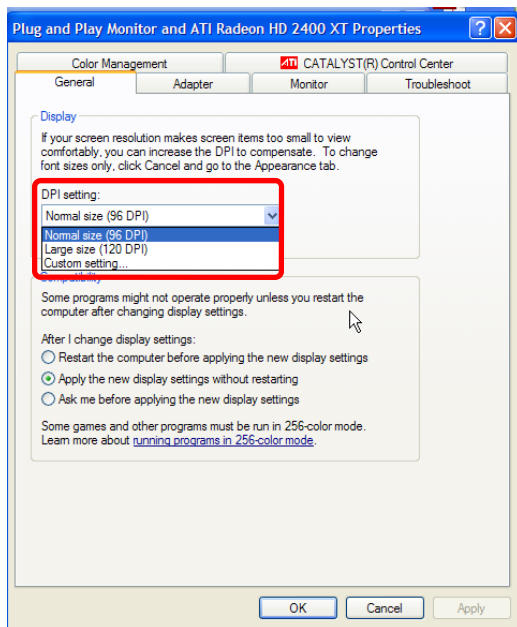 Plug and Play Monitor and ATI Radeon HD 2400 XT Properties
Color Management
ATI CATALYST(R) Control Center
General
Adapter
Monitor
Troubleshoot
Display
If your screen resolution makes screen items too small to view
comfortably, you can increase the DPI to compensate. To change
font sizes only, click Cancel and go to the Appearance tab.
DPI setting:
Normal size (96 DPI)
Normal size (96 DPI)
Large size (120 DPI)
Custom setting...
Compatibility
Some programs might not operate properly unless you restart the
computer after changing display settings.
After I change display settings:
Restart the computer before applying the new display settings
Apply the new display settings without restarting
Ask me before applying the new display settings
Some games and other programs must be run in 256-color mode.
Learn more about running programs in 256-color mode.
OK
Cancel
Apply